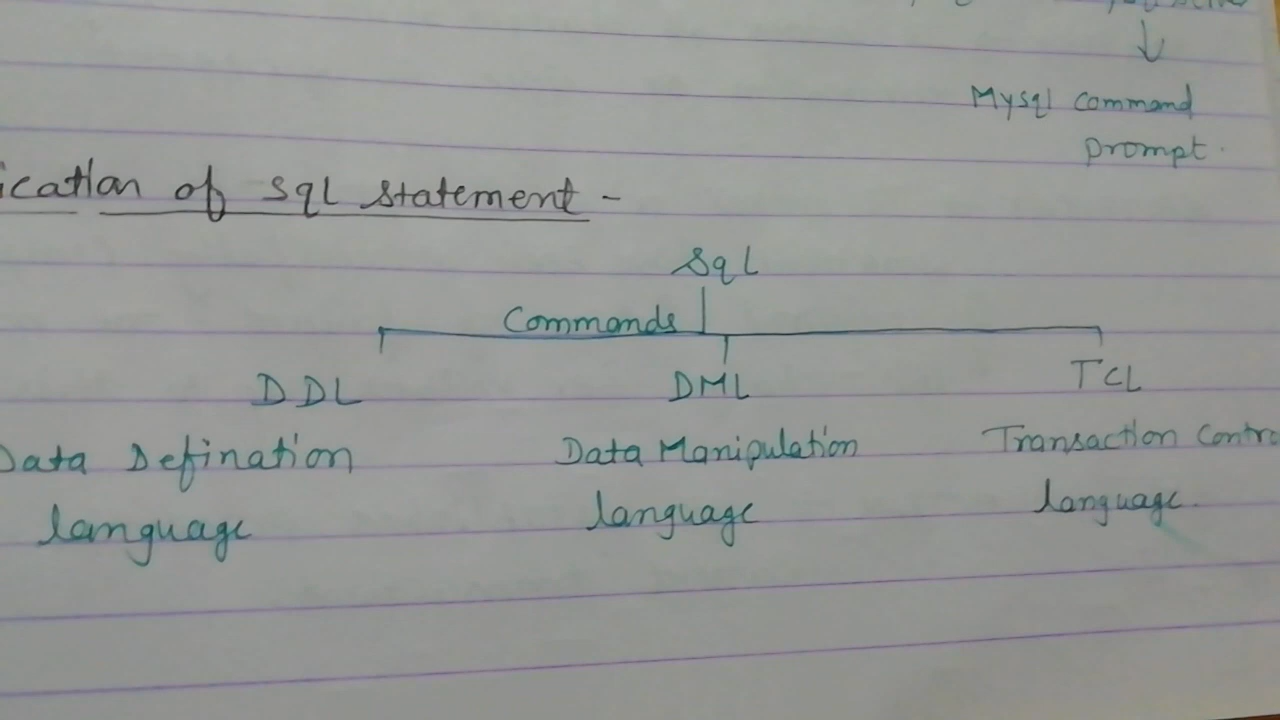 Mysql Command
prompt.
ication of sql statement -
Sql
Commands
DDL DML TCL
Data Defination Data Manipulation Transaction Contro
language language language.